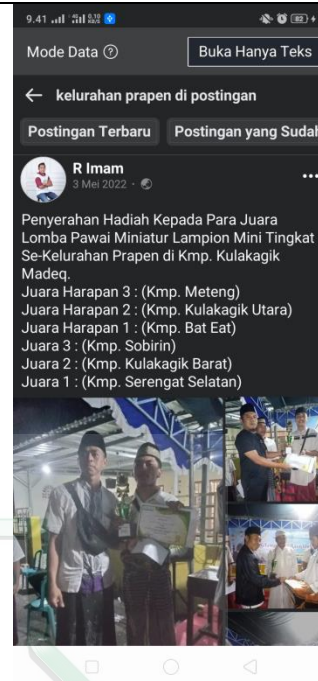 9.41
82
Mode Data
Buka Hanya Teks
kelurahan prapen di postingan
Postingan Terbaru
Postingan yang Sudah
R Imam
3 Mei 2022 ·
Penyerahan Hadiah Kepada Para Juara
Lomba Pawai Miniatur Lampion Mini Tingkat
Se-Kelurahan Prapen di Kmp. Kulakagik
Madeq.
Juara Harapan 3 : (Kmp. Meteng)
Juara Harapan 2 : (Kmp. Kulakagik Utara)
Juara Harapan 1 : (Kmp. Bat Eat)
Juara 3 : (Kmp. Sobirin)
Juara 2 : (Kmp. Kulakagik Barat)
Juara 1 : (Kmp. Serengat Selatan)